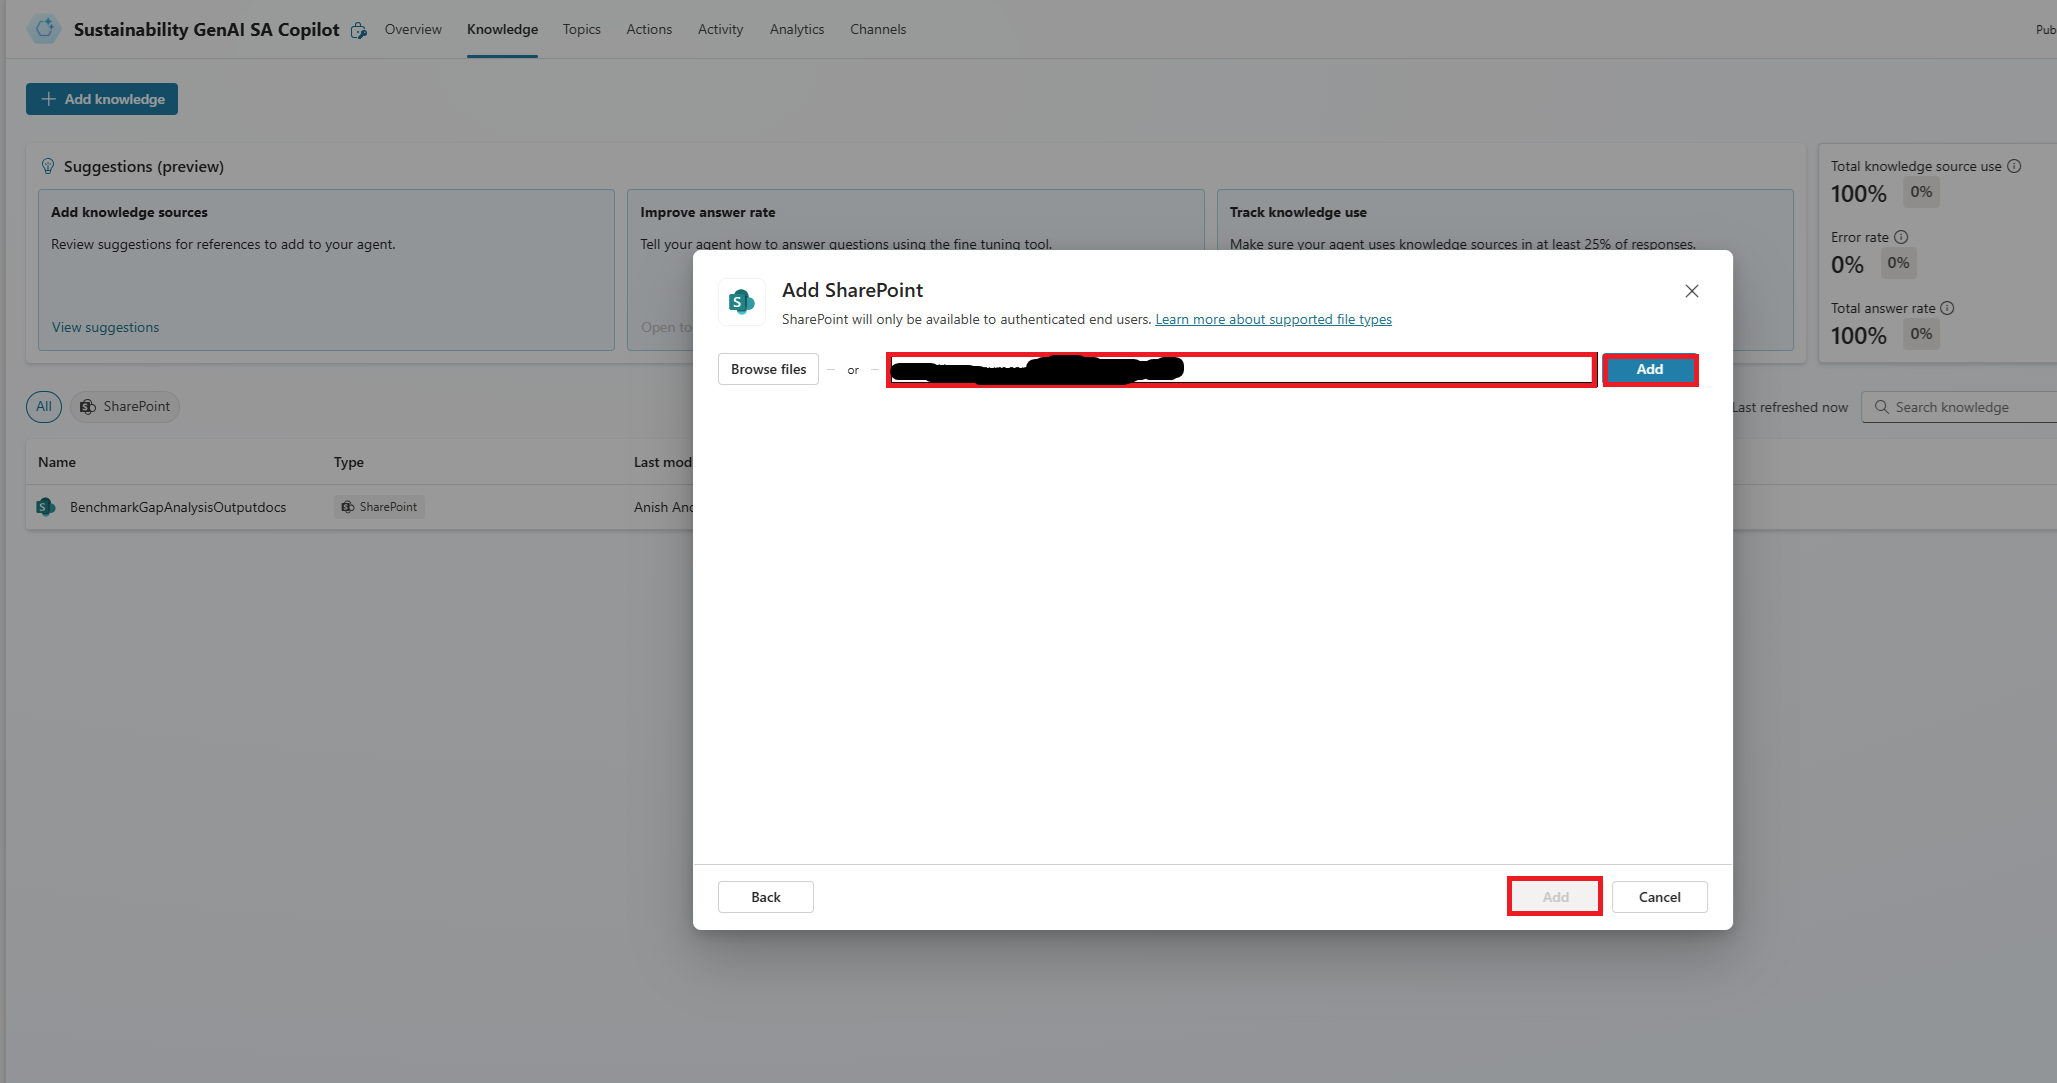 Sustainability GenAI SA Copilot Overview Knowledge Topics Actions Activity Analytics Channels
Add knowledge
Suggestions (preview)
Add knowledge sources
Review suggestions for references to add to your agent.
View suggestions
Improve answer rate
Tell your agent how to answer questions using the fine tuning tool.
Open to
Track knowledge use
Make sure your agent uses knowledge sources in at least 25% of responses.
Total knowledge source use
100% 0%
Error rate
0% 0%
Total answer rate
100% 0%
Add SharePoint
SharePoint will only be available to authenticated end users. Learn more about supported file types
Browse files or Add
All SharePoint
Last refreshed now Search knowledge
Name Type Last mod
BenchmarkGapAnalysisOutputdocs SharePoint Anish And
Back Add Cancel